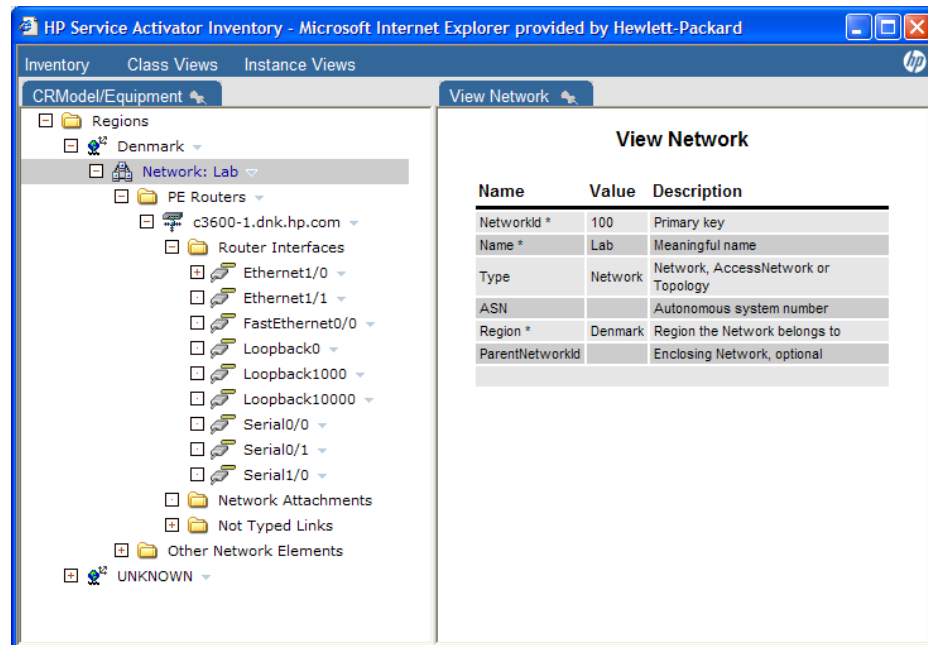 HP Service Activator Inventory - Microsoft Internet Explorer provided by Hewlett-Packard
Inventory Class Views Instance Views
hp
CRModel/Equipment
Regions
Denmark
Network: Lab
PE Routers
c3600-1.dnk.hp.com
Router Interfaces
Ethernet1/0
Ethernet1/1
FastEthernet0/0
Loopback0
Loopback1000
Loopback10000
Serial0/0
Serial0/1
Serial1/0
Network Attachments
Not Typed Links
Other Network Elements
UNKNOWN
View Network
View Network
Name Value Description
NetworkId * 100 Primary key
Name * Lab Meaningful name
Type Network Network, AccessNetwork or
Topology
ASN Autonomous system number
Region * Denmark Region the Network belongs to
ParentNetworkId Enclosing Network, optional